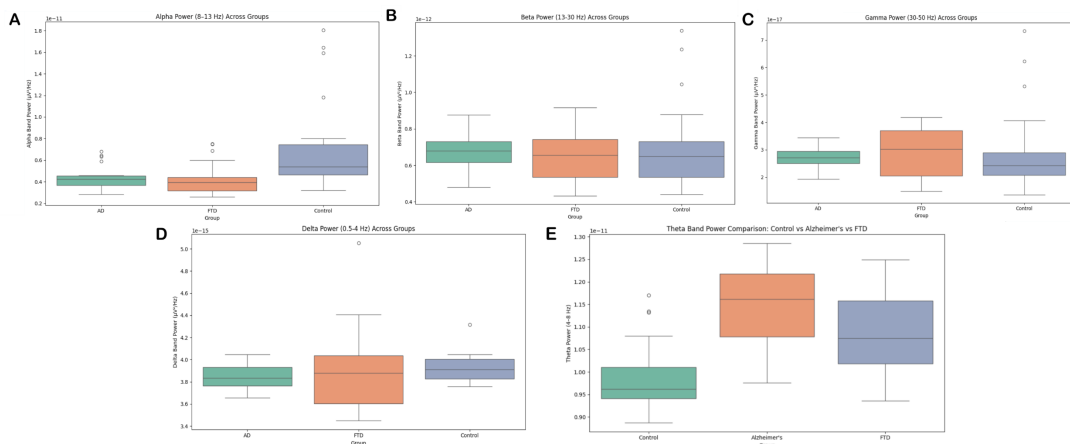 A
Alpha Power (8–13 Hz) Across Groups
1e−11
Alpha Band Power (µV²/Hz)
1.8
1.6
1.4
1.2
1.0
0.8
0.6
0.4
0.2
AD
FTD
Control
Group
B
Beta Power (13-30 Hz) Across Groups
1e−12
Beta Band Power (µV²/Hz)
1.2
1.0
0.8
0.6
0.4
AD
FTD
Control
Group
C
Gamma Power (30-50 Hz) Across Groups
1e−17
Gamma Band Power (µV²/Hz)
7
6
5
4
3
2
AD
FTD
Control
Group
D
Delta Power (0.5-4 Hz) Across Groups
1e−15
Delta Band Power (µV²/Hz)
5.0
4.8
4.6
4.4
4.2
4.0
3.8
3.6
3.4
AD
FTD
Control
Group
E
Theta Band Power Comparison: Control vs Alzheimer's vs FTD
1e−11
Theta Power (4–8 Hz)
1.30
1.25
1.20
1.15
1.10
1.05
1.00
0.95
0.90
Control
Alzheimer's
FTD